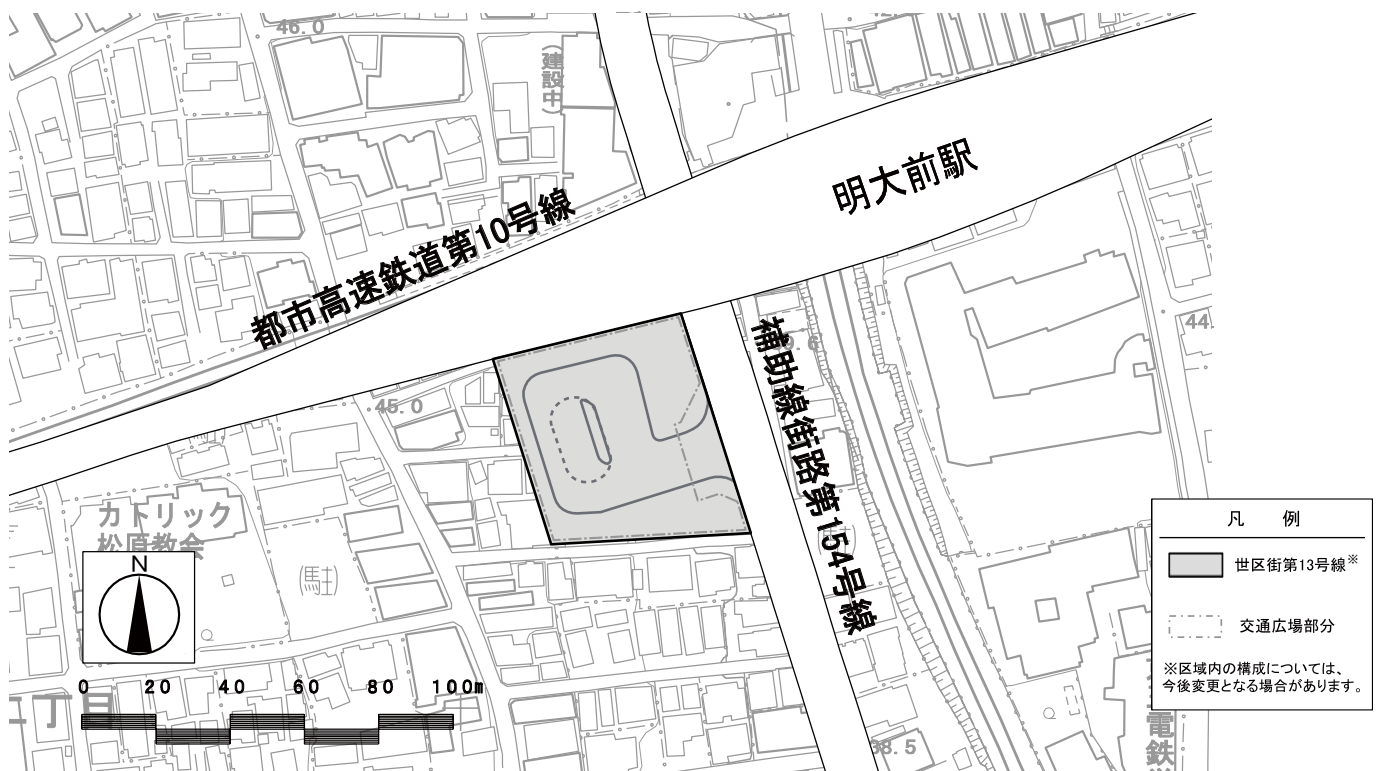 46.0
(建設中)
明大前駅
都市高速鉄道第10号線
44.
補助線街路第154号線
45.0
カトリック
松原教会
(駐)
N
0 20 40 60 80 100m
二丁目
38.5
電鉄
凡 例
世区街第13号線※
交通広場部分
※区域内の構成については、
今後変更となる場合があります。